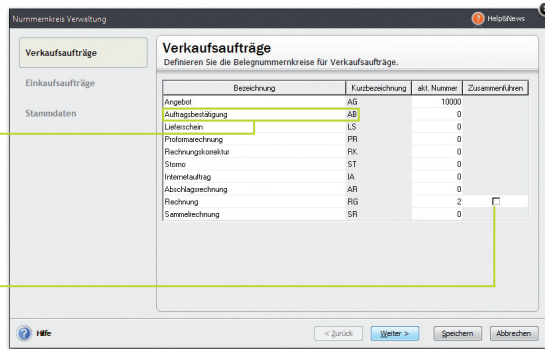 Nummernkreis Verwaltung
Help&News
Verkaufsaufträge
Einkaufsaufträge
Stammdaten
Verkaufsaufträge
Definieren Sie die Belegnummernkreise für Verkaufsaufträge.
Bezeichnung Kurzbezeichnung akt. Nummer Zusammenführen
Angebot AG 10000
Auftragsbestätigung AB 0
Lieferschein LS 0
Proformarechnung PR 0
Rechnungskorrektur RK 0
Storno ST 0
Internetauftrag IA 0
Abschlagsrechnung AR 0
Rechnung RG 2
Sammelrechnung SR 0
Hilfe
< Zurück
Weiter >
Speichern
Abbrechen